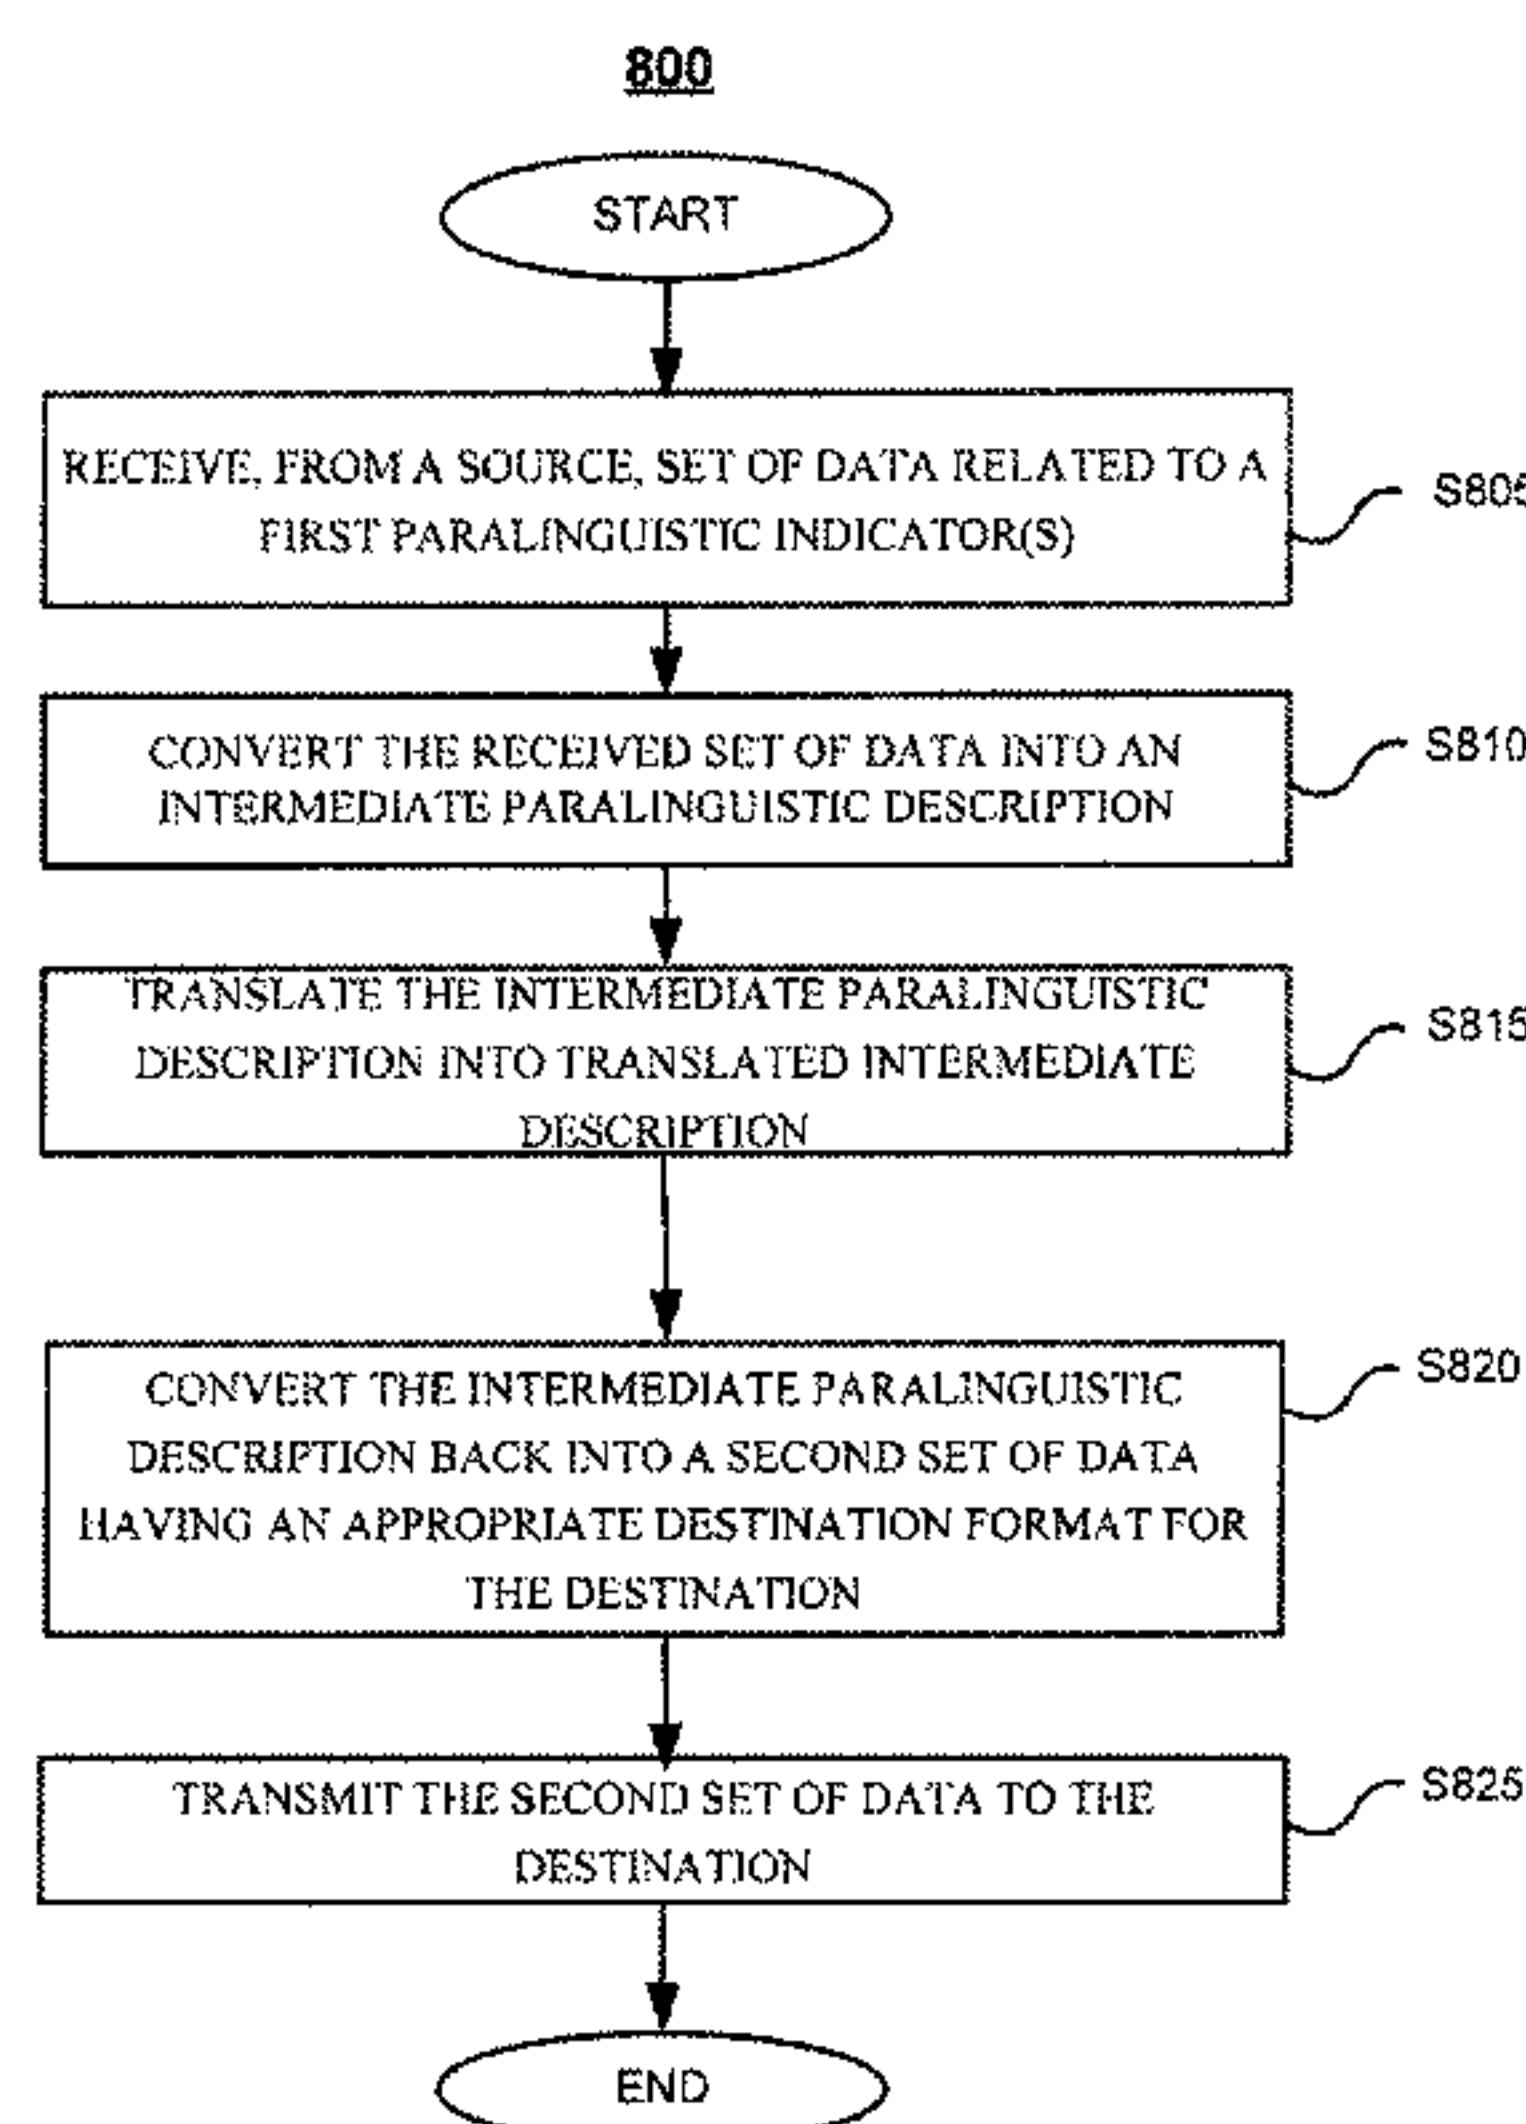 800
START
RECEIVE, FROM A SOURCE, SET OF DATA RELATED TO A
FIRST PARALINGUISTIC INDICATOR(S)
S805
CONVERT THE RECEIVED SET OF DATA INTO AN
INTERMEDIATE PARALINGUISTIC DESCRIPTION
S810
TRANSLATE THE INTERMEDIATE PARALINGUISTIC
DESCRIPTION INTO TRANSLATED INTERMEDIATE
DESCRIPTION
S815
CONVERT THE INTERMEDIATE PARALINGUISTIC
DESCRIPTION BACK INTO A SECOND SET OF DATA
HAVING AN APPROPRIATE DESTINATION FORMAT FOR
THE DESTINATION
S820
TRANSMIT THE SECOND SET OF DATA TO THE
DESTINATION
S825
END